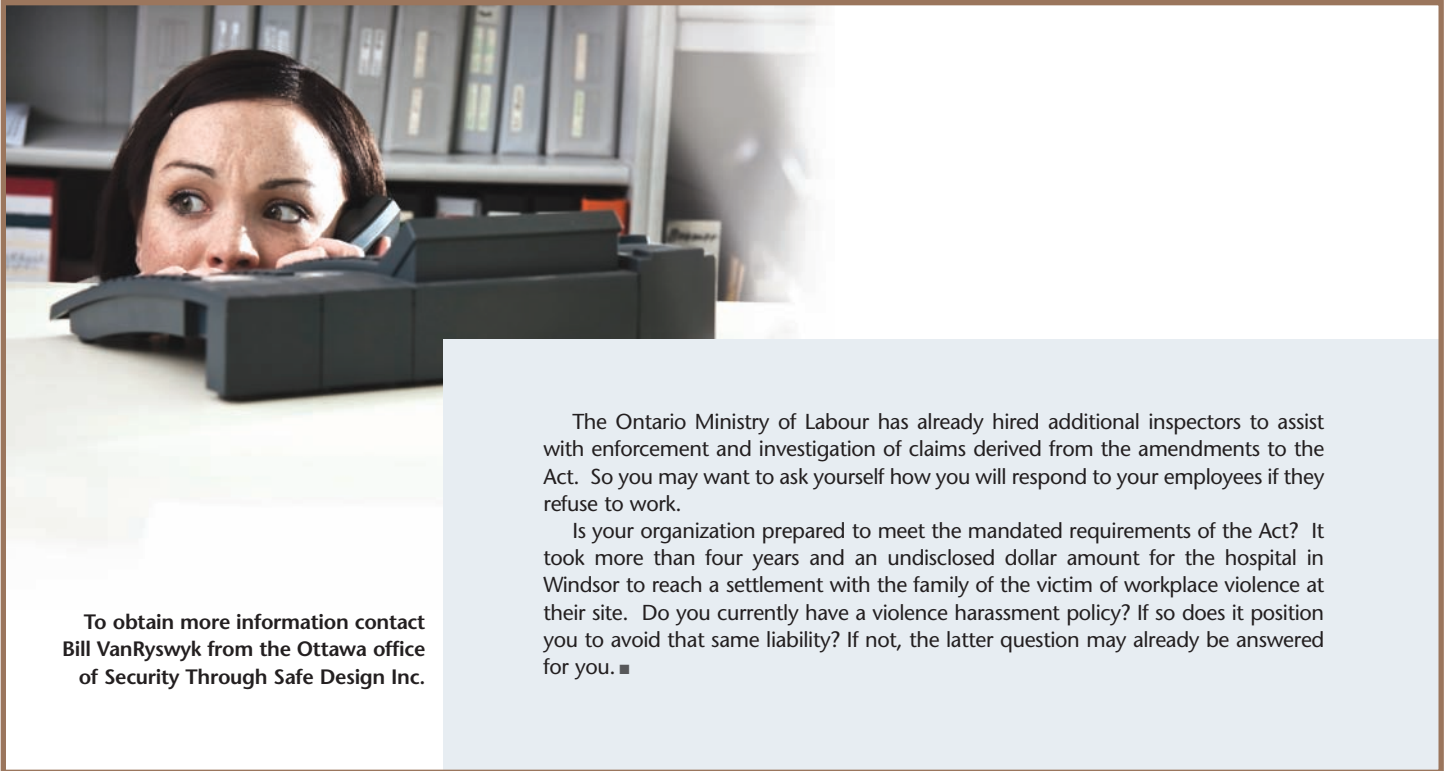 The Ontario Ministry of Labour has already hired additional inspectors to assist
with enforcement and investigation of claims derived from the amendments to the
Act. So you may want to ask yourself how you will respond to your employees if they
refuse to work.
Is your organization prepared to meet the mandated requirements of the Act? It
took more than four years and an undisclosed dollar amount for the hospital in
Windsor to reach a settlement with the family of the victim of workplace violence at
their site. Do you currently have a violence harassment policy? If so does it position
you to avoid that same liability? If not, the latter question may already be answered
for you. ■
To obtain more information contact
Bill VanRyswyk from the Ottawa office
of Security Through Safe Design Inc.